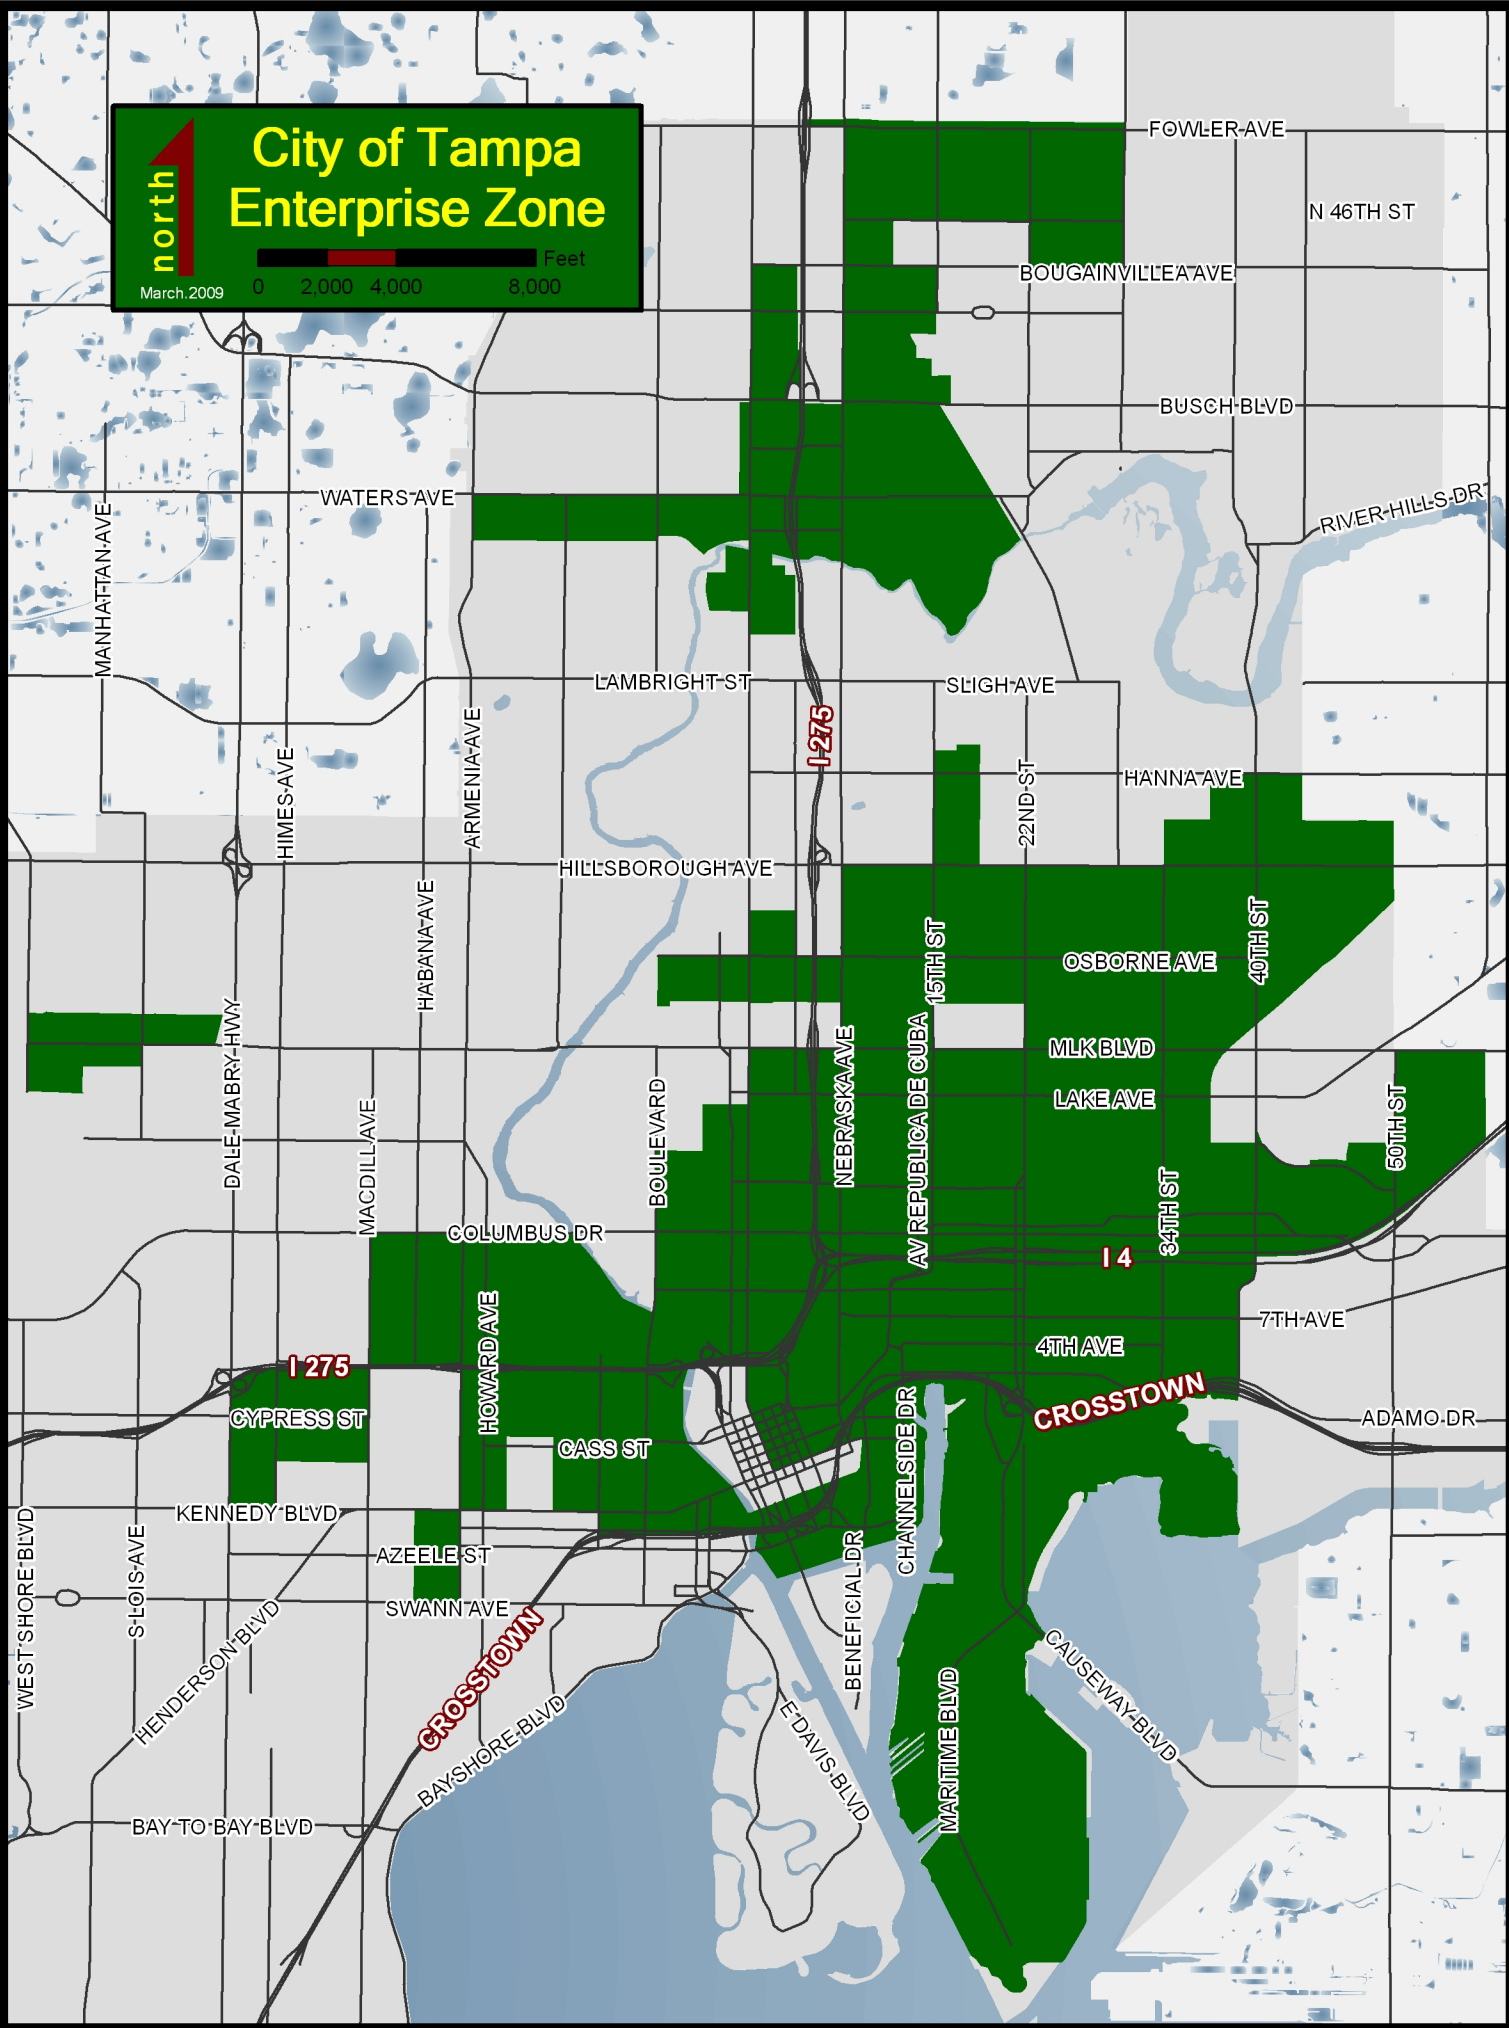 City of Tampa
Enterprise Zone
north
Feet
0 2,000 4,000 8,000
March.2009
FOWLER AVE
N 46TH ST
BOUGAINVILLEA AVE
BUSCH BLVD
WATERS AVE
RIVER HILLS DR
MANHATTAN AVE
LAMBRIGHT ST
SLIGH AVE
I 275
ARMENIA AVE
HIMES AVE
22ND ST
HANNA AVE
HILLSBOROUGH AVE
HABANA AVE
15TH ST
40TH ST
OSBORNE AVE
DALE MABRY HWY
NEBRASKA AVE
AV REPUBLICA DE CUBA
MLK BLVD
LAKE AVE
BOULEVARD
50TH ST
MACDILL AVE
34TH ST
COLUMBUS DR
I 4
HOWARD AVE
7TH AVE
4TH AVE
I 275
CROSSTOWN
CYPRESS ST
CASS ST
CHANNELSIDE DR
ADAMO DR
KENNEDY BLVD
WEST SHORE BLVD
S LOIS AVE
AZEELE ST
BENEFICIAL DR
SWANN AVE
HENDERSON BLVD
CROSSTOWN
CAUSEWAY BLVD
MARITIME BLVD
BAYSHORE BLVD
E DAVIS BLVD
BAY TO BAY BLVD